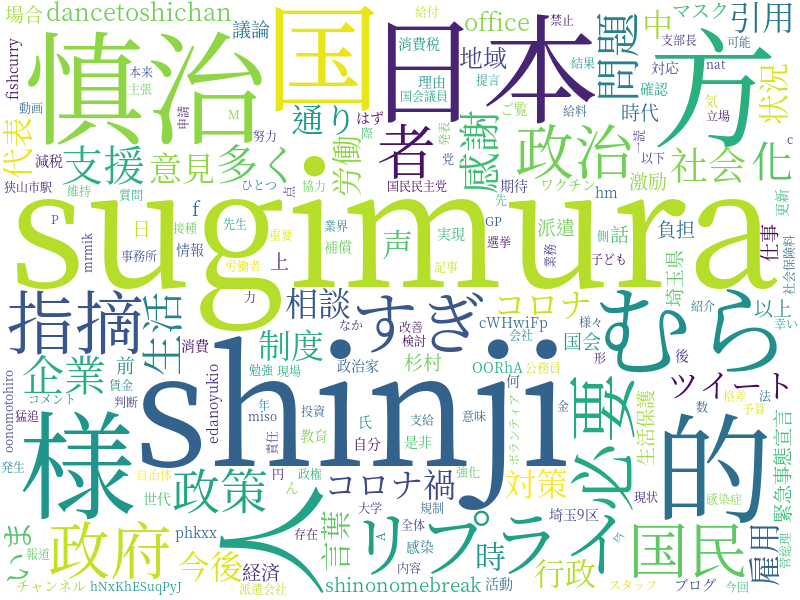 場合
dancetoshichan
給付
office
禁止
マスク
引用
fishcurry
慎治
国
日本
方
議論
消費税
中
支部長
可能
本来
主張
動画
申請
M
理由
提言
国会議員
地域
結果
問題
対応
nat
確認
立場
気
状況
c
代表
減税
支援
意見
通り
多く
はず
努力
労働
者
ご覧
発表
党
給料
感謝
政治
時代
一流
以下
社会
化
狭山市駅
維持
質問
ひとつ
点
協力
国民民主党
期待
先
ワクチン
激励
hm
更新
sugimura
shinji
P
日
f
接種
先生
重要
業界
補償
声
実現
GP
選挙
派遣
業務
側
話
子ども
負担
埼玉県
仕事
社会保険料
mrmik
事務所
情報
労働者
上
記事
力
指摘
生活
相談
すぎ
むら
コロナ
紹介
以上
幸い
制度
なか
改善
検討
cWHwiFp
会社
国会
様々
形
後
企業
前
消費
勉強
現場
政治家
杉村
公務員
OORhA
何
必要
生活保護
ツイート
格差
法
予算
oonomotohiro
猛追
コメント
賃金
判断
edanoyukio
年
miso
投資
氏
支給
意味
ボランティア
金
数
緊急事態宣言
様
人
教育
責任
自分
是非
的
発生
自治体
政策
円
政権
ん
コロナ禍
強化
対策
現状
感染症
いま
政府
世代
言葉
大学
規制
リプライ
埼玉9区
今
国民
雇用
菅総理
報道
今後
phkxx
経済
存在
A
全体
感染
時
行政
チャンネル
hNxKhESuqPyJ
派遣会社
shinonomebreak
内容
活動
スタッフ
ブログ
今回